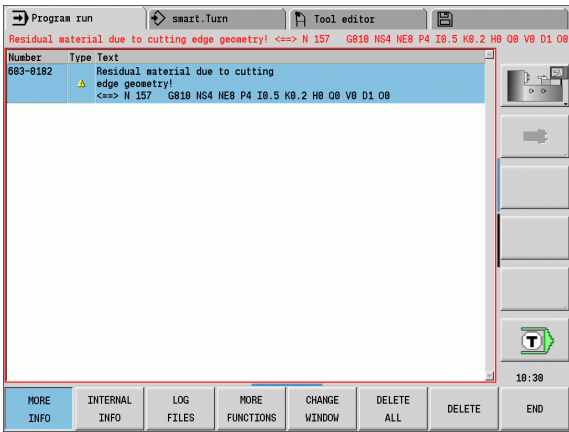 Program run
smart.Turn
Tool editor
Residual material due to cutting edge geometry! <==> N 157 G810 NS4 NE8 P4 I0.5 K0.2 H0 Q0 V0 D1 O0
Number Type Text
603-0182 Residual material due to cutting
edge geometry!
<==> N 157 G810 NS4 NE8 P4 I0.5 K0.2 H0 Q0 V0 D1 O0
T
10:30
MORE INTERNAL LOG MORE CHANGE DELETE
INFO INFO FILES FUNCTIONS WINDOW ALL DELETE END